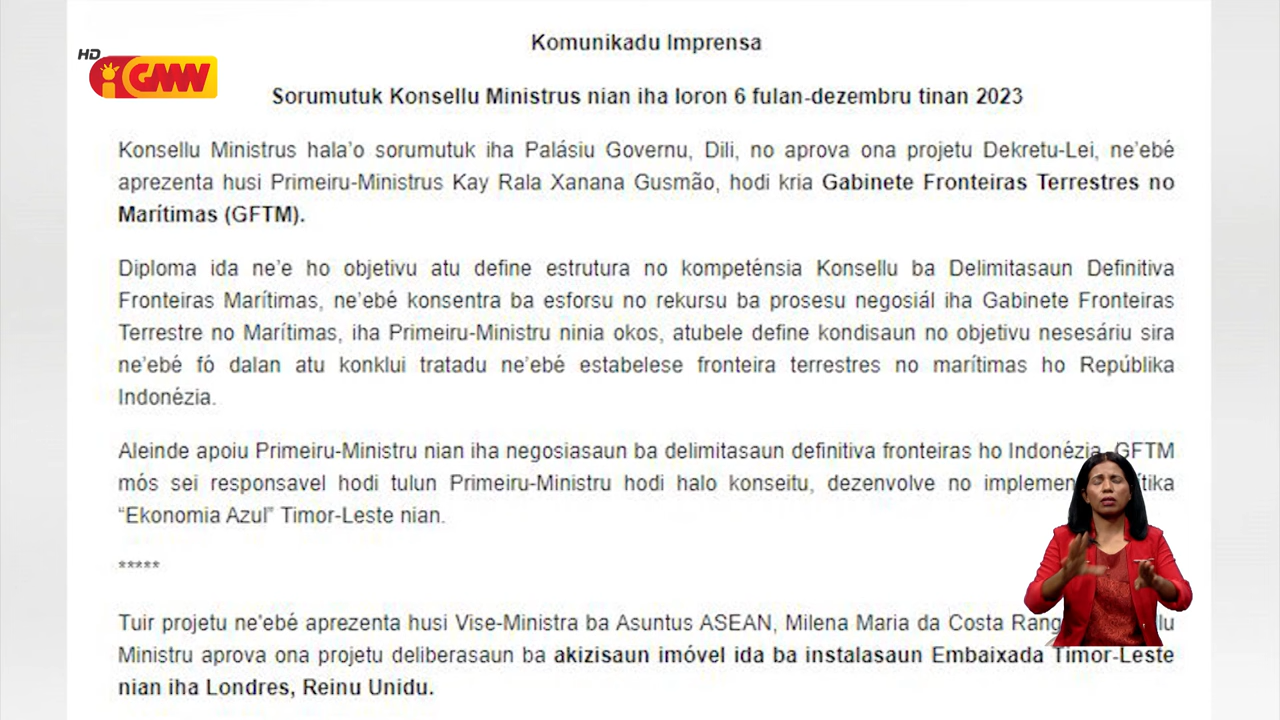 HD
GMN
Komunikadu Imprensa
Sorumutuk Konsellu Ministrus nian iha loron 6 fulan-dezembru tinan 2023
Konsellu Ministrus hala’o sorumutuk iha Palásiu Governu, Dili, no aprova ona projetu Dekretu-Lei, ne’ebé
aprezenta husi Primeiru-Ministrus Kay Rala Xanana Gusmão, hodi kria Gabinete Fronteiras Terrestres no
Marítimas (GFTM).
Diploma ida ne’e ho objetivu atu define estrutura no kompeténsia Konsellu ba Delimitasaun Definitiva
Fronteiras Marítimas, ne’ebé konsentra ba esforsu no rekursu ba prosesu negosiál iha Gabinete Fronteiras
Terrestre no Marítimas, iha Primeiru-Ministru ninia okos, atubele define kondisaun no objetivu nesesáriu sira
ne’ebé fó dalan atu konklui tratadu ne’ebé estabelese fronteira terrestres no marítimas ho Repúblika
Indonézia.
Aleinde apoiu Primeiru-Ministru nian iha negosiasaun ba delimitasaun definitiva fronteiras ho Indonézia, GFTM
mós sei responsavel hodi tulun Primeiru-Ministru hodi halo konseitu, dezenvolve no
“Ekonomia Azul” Timor-Leste nian.
*****
Tuir projetu ne’ebé aprezenta husi Vise-Ministra ba Asuntus ASEAN, Milena Maria da Costa
Ministru aprova ona projetu deliberasaun ba akizisaun imóvel ida ba instalasaun Embaixada Timor-Leste
nian iha Londres, Reinu Unidu.